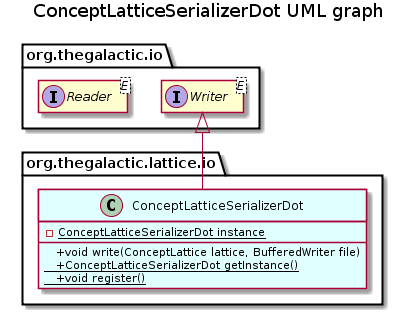 ConceptLatticeSerializerDot UML graph
org.thegalactic.io
I Reader E
I Writer E
org.thegalactic.lattice.io
C ConceptLatticeSerializerDot
ConceptLatticeSerializerDot instance
+void write(ConceptLattice lattice, BufferedWriter file)
+ConceptLatticeSerializerDot getInstance()
+void register()